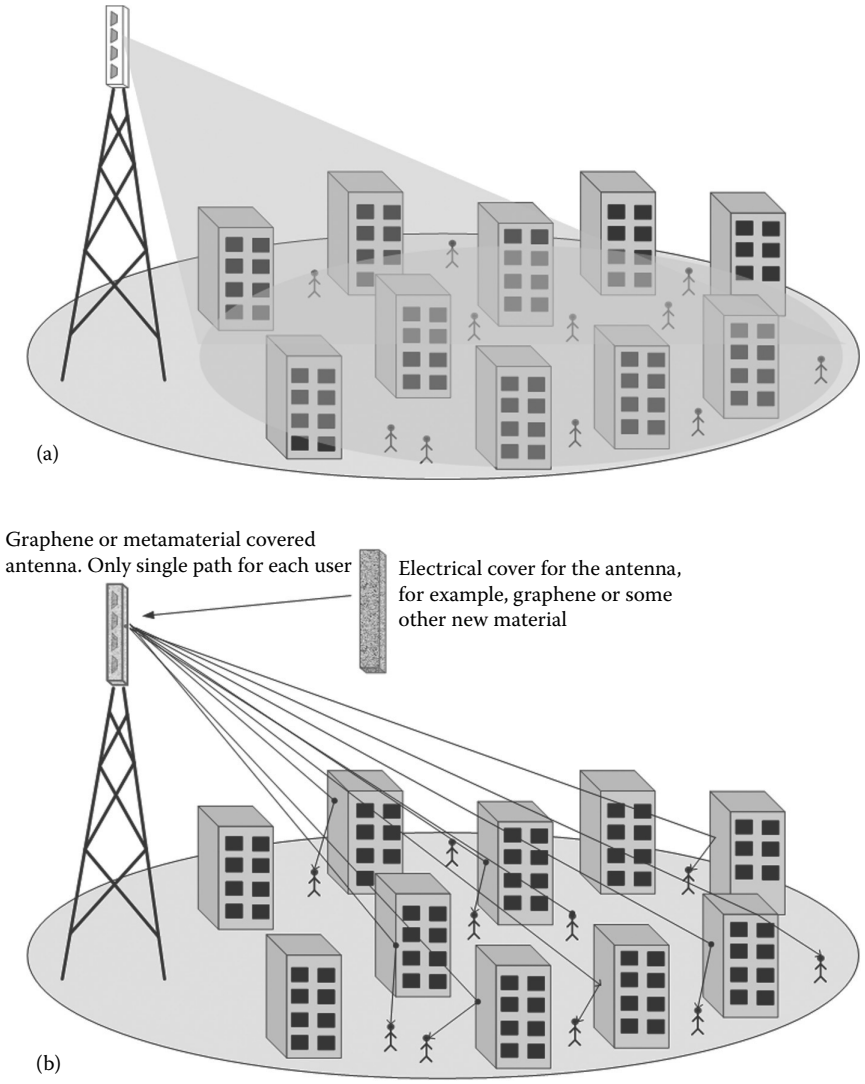 (a)
Graphene or metamaterial covered
antenna. Only single path for each user
Electrical cover for the antenna,
for example, graphene or some
other new material
(b)